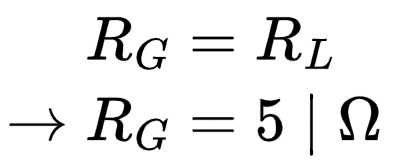 R_G = R_L
→ R_G = 5 | Ω